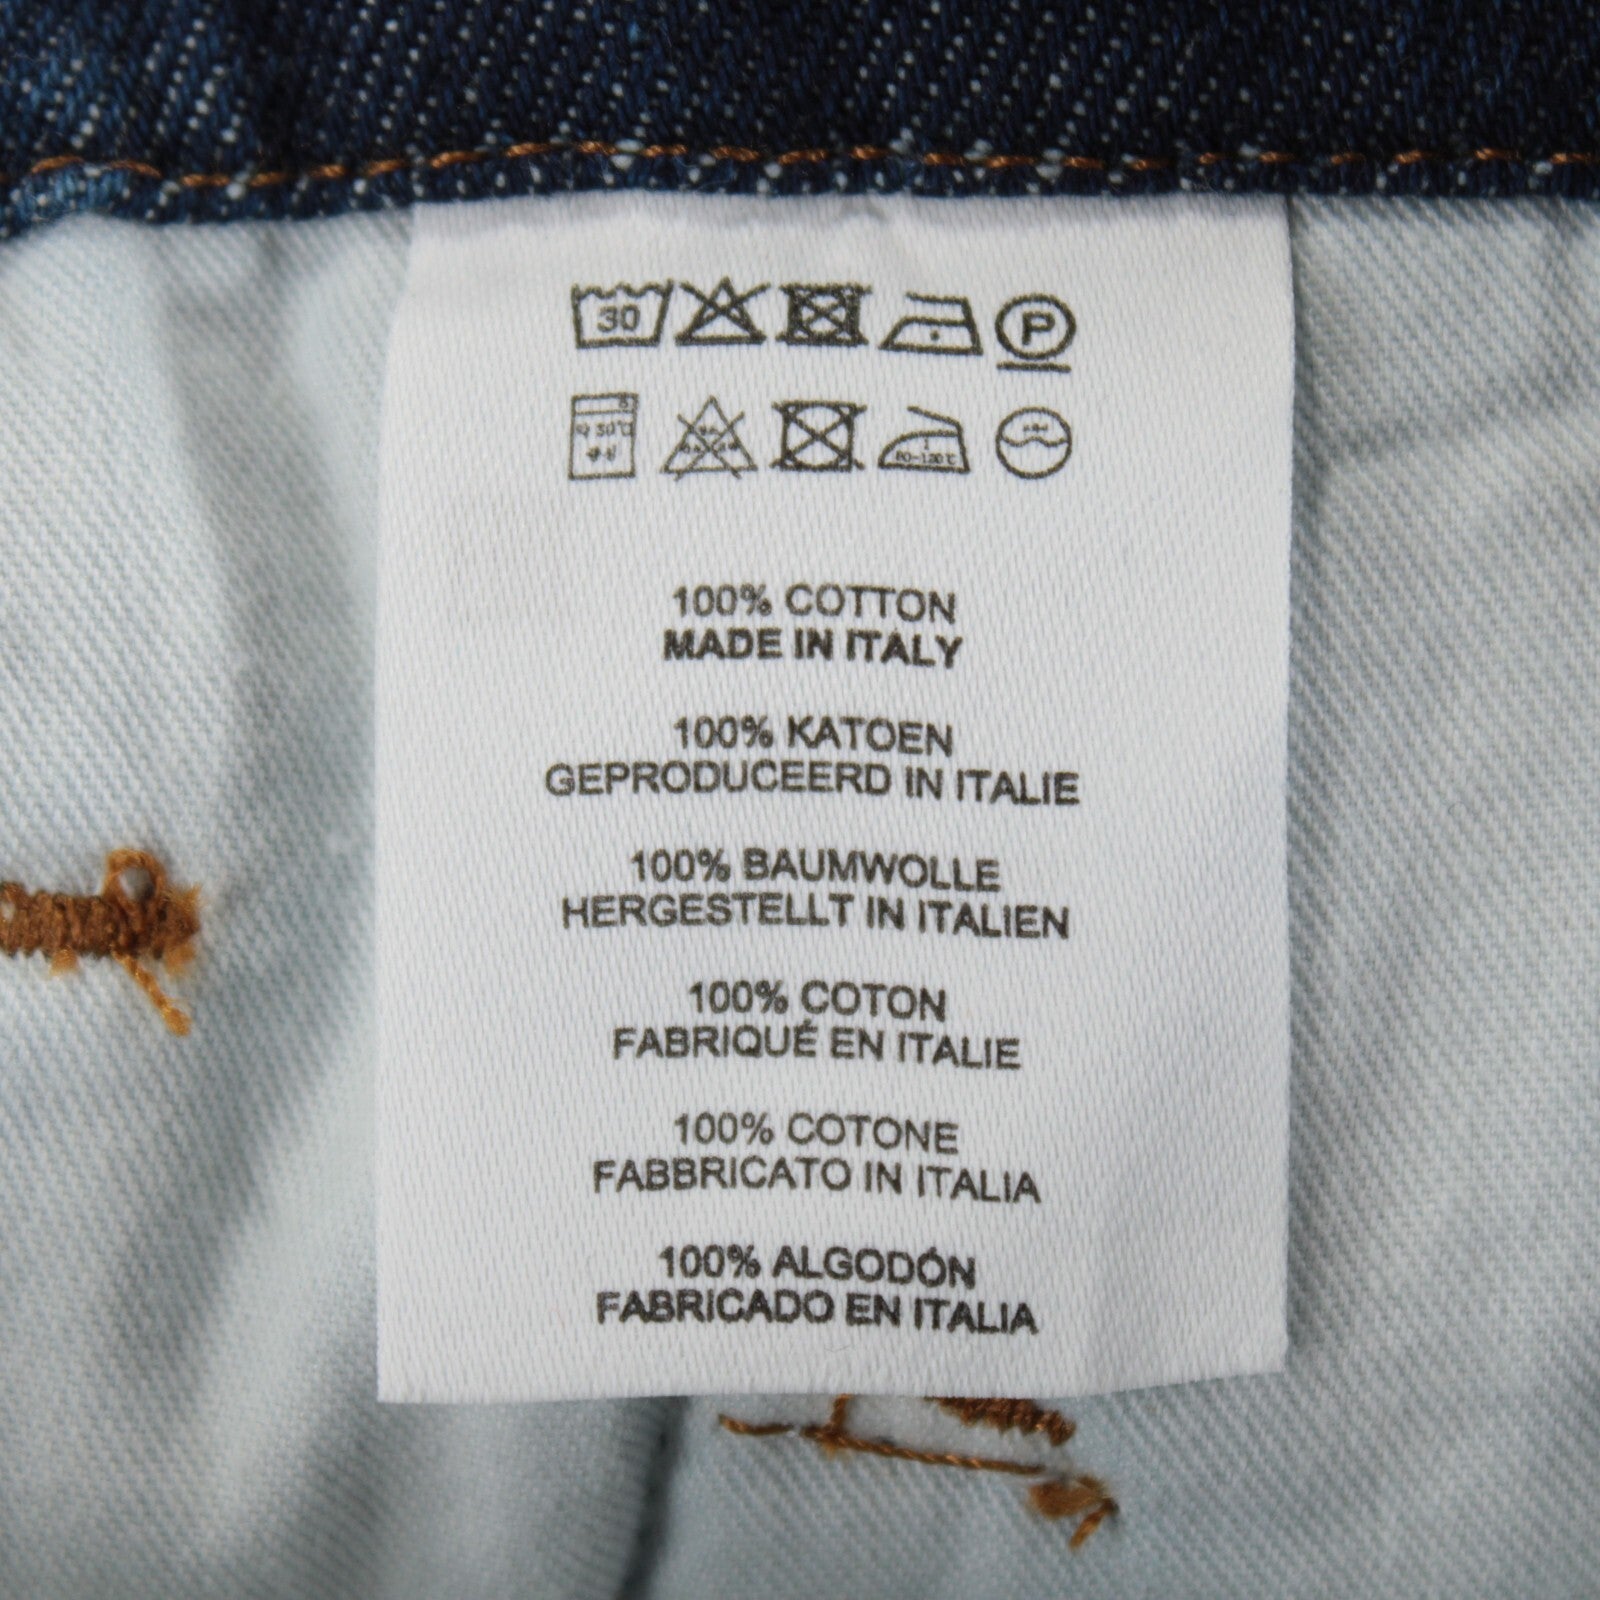 30
P
100% COTTON
MADE IN ITALY
100% KATOEN
GEPRODUCEERD IN ITALIE
100% BAUMWOLLE
HERGESTELLT IN ITALIEN
100% COTON
FABRIQUÉ EN ITALIE
100% COTONE
FABBRICATO IN ITALIA
100% ALGODÓN
FABRICADO EN ITALIA